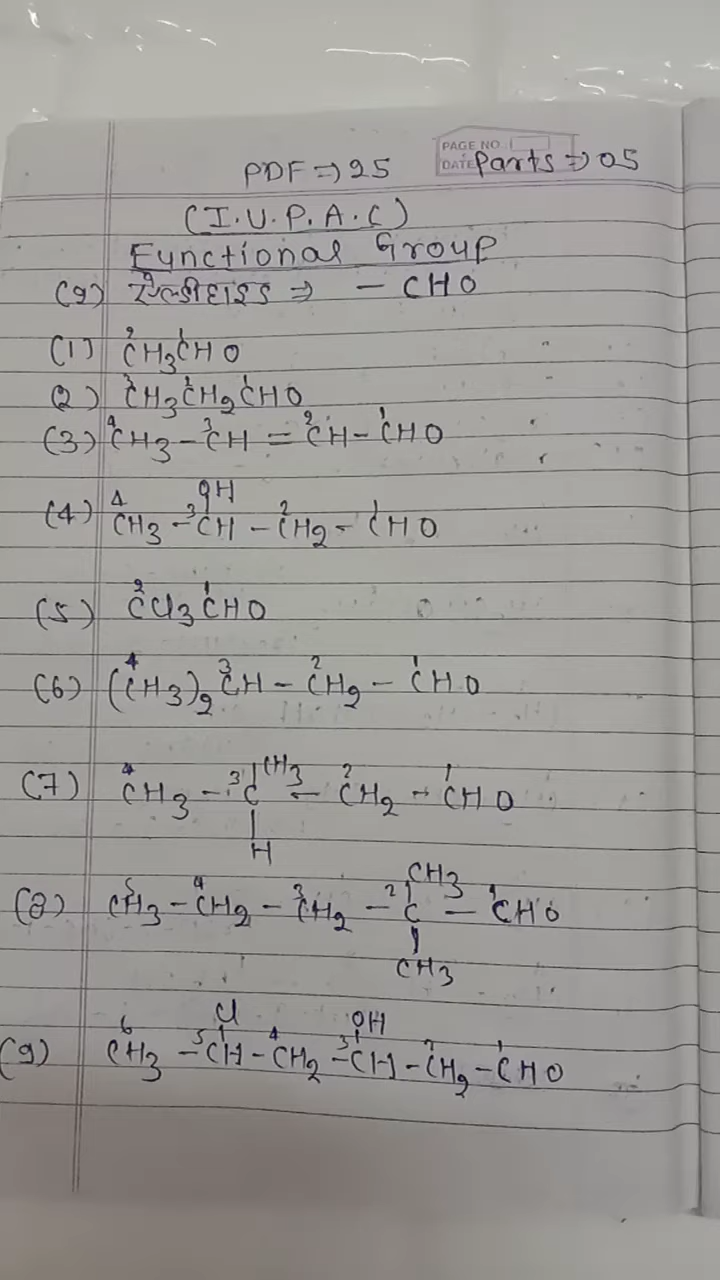 PAGE NO.
DATE
PDF ⇒ 25 Parts ⇒ 05
(I.U.P.A.C)
Functional Group
(9) एल्डीहाइड ⇒ - CHO
(1) CH3CHO
(2) CH3CH2CHO
(3) CH3-CH=CH-CHO
OH
(4) CH3-CH-CH2-CHO
(5) CCl3CHO
(6) (CH3)2CH-CH2-CHO
CH3
(7) CH3-C-CH2-CHO
H
CH3
(8) CH3-CH2-CH2-C-CHO
CH3
Cl OH
(9) CH3-CH-CH2-CH-CH2-CHO